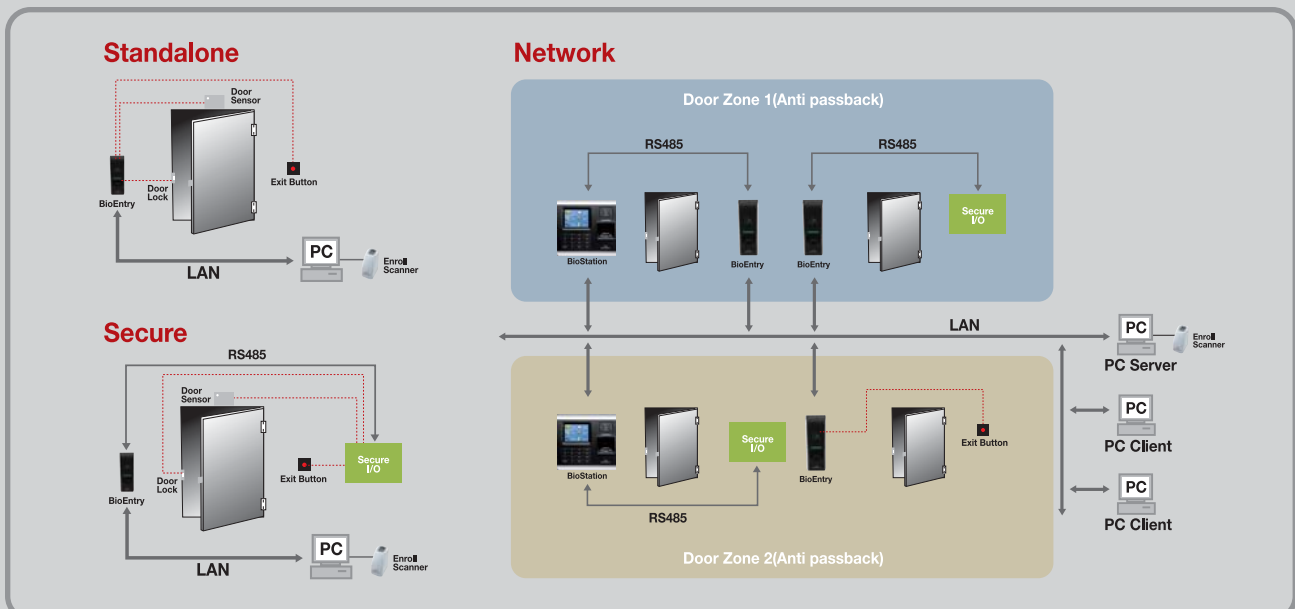 Standalone
Door
Sensor
Exit Button
Door
Lock
BioEntry
PC
Enroll
Scanner
LAN
Secure
RS485
Door
Sensor
Secure
I/O
Exit Button
Door
Lock
BioEntry
PC
Enroll
Scanner
LAN
Network
Door Zone 1(Anti passback)
RS485
RS485
Secure
I/O
BioStation
BioEntry
BioEntry
LAN
PC
Enroll
Scanner
PC Server
PC
PC Client
PC
PC Client
Secure
I/O
Exit Button
BioStation
BioEntry
RS485
Door Zone 2(Anti passback)